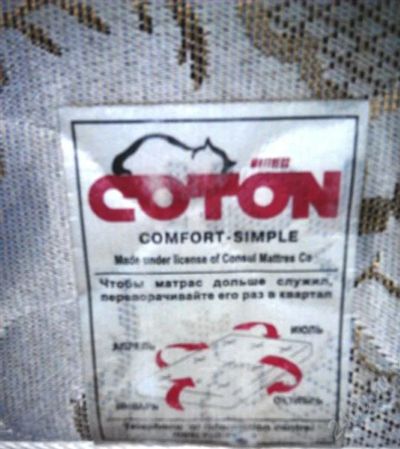 COTON
COMFORT-SIMPLE
Made under license of Consul Mattres Co
Чтобы матрас дольше служил,
переворачивайте его раз в квартал
ИЮЛЬ
АПРЕЛЬ
ЯНВАРЬ
ОКТЯБРЬ